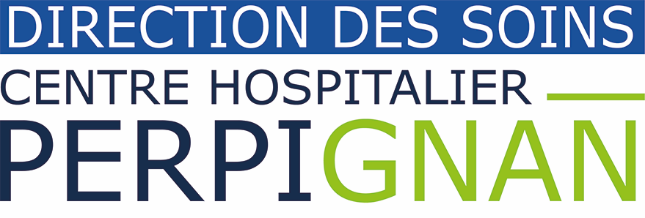 DIRECTION DES SOINS
CENTRE HOSPITALIER
PERPIGNAN